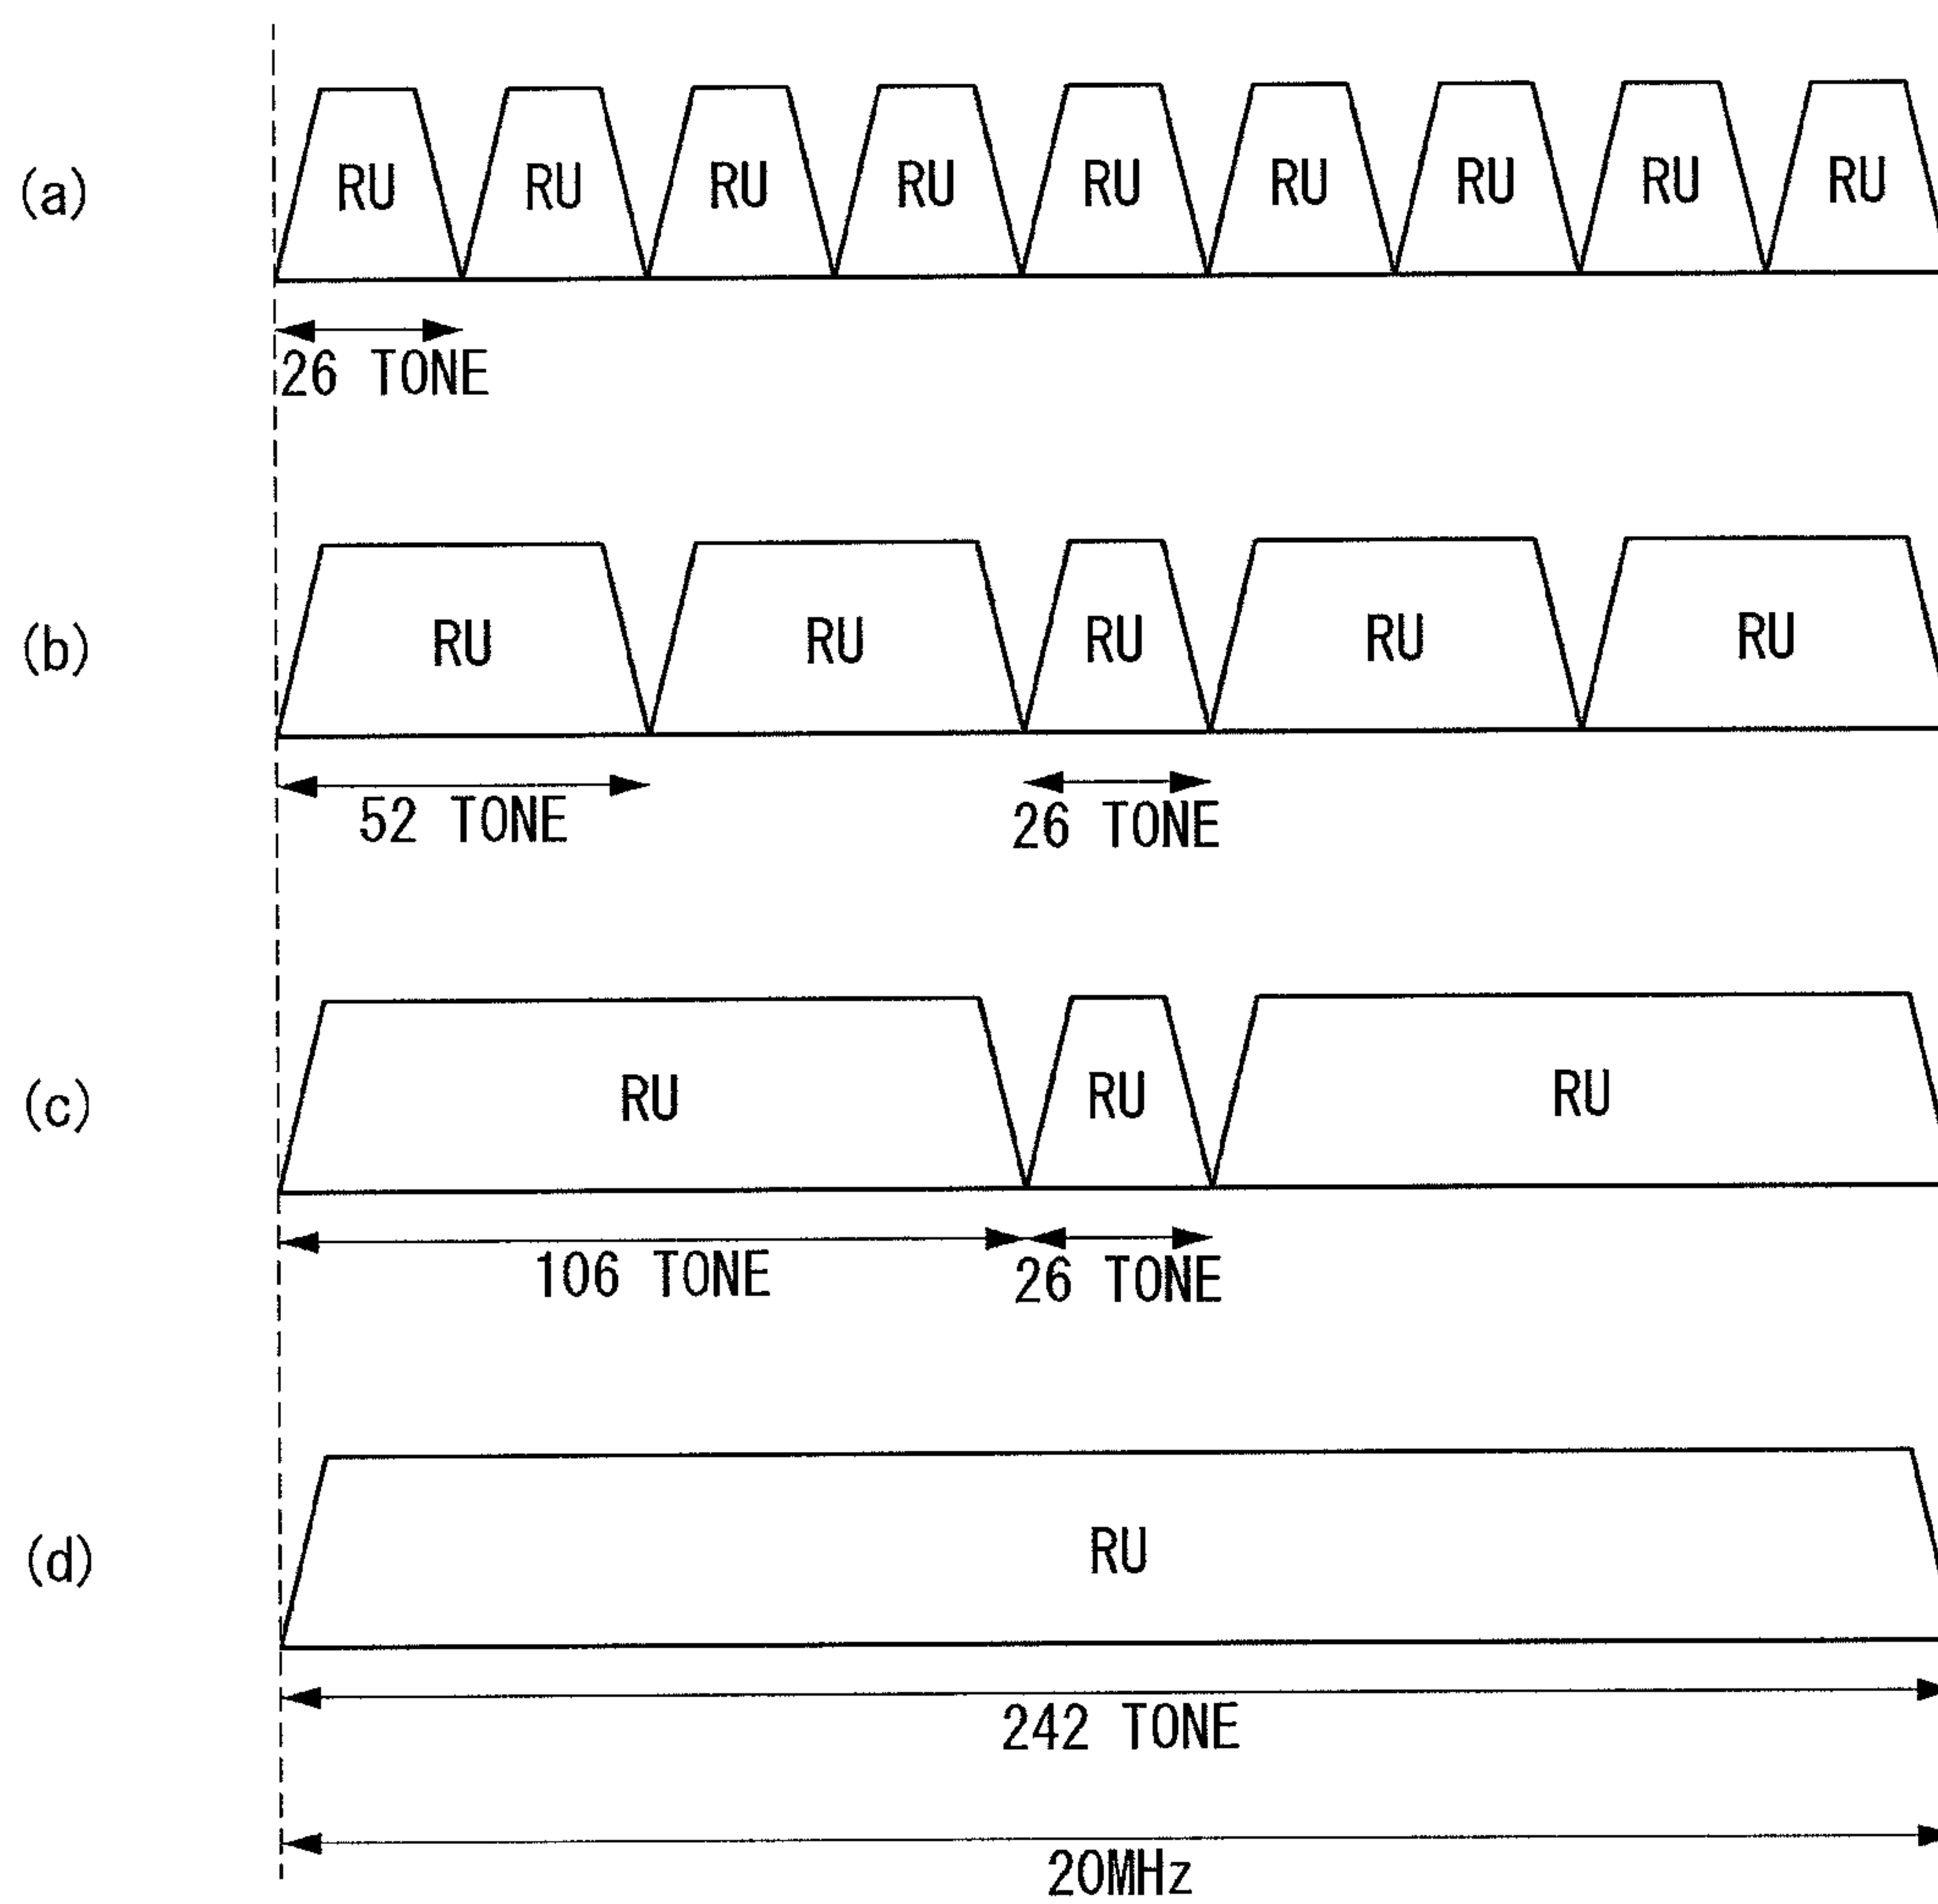 (a) RU RU RU RU RU RU RU RU RU
26 TONE
(b) RU RU RU RU RU
52 TONE 26 TONE
(c) RU RU RU
106 TONE 26 TONE
(d) RU
242 TONE
20MHz